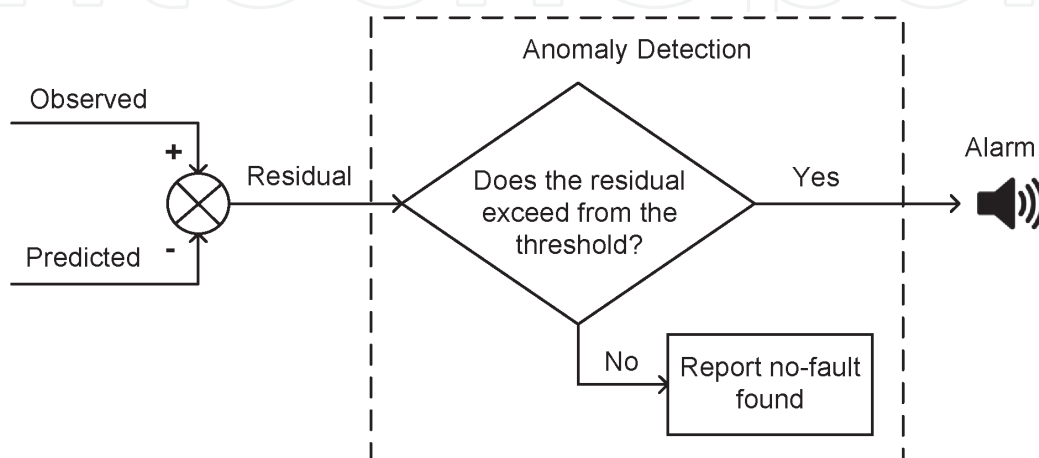 Anomaly Detection
Observed
+
Residual
Does the residual
exceed from the
threshold?
Yes
Alarm
Predicted
-
No
Report no-fault
found